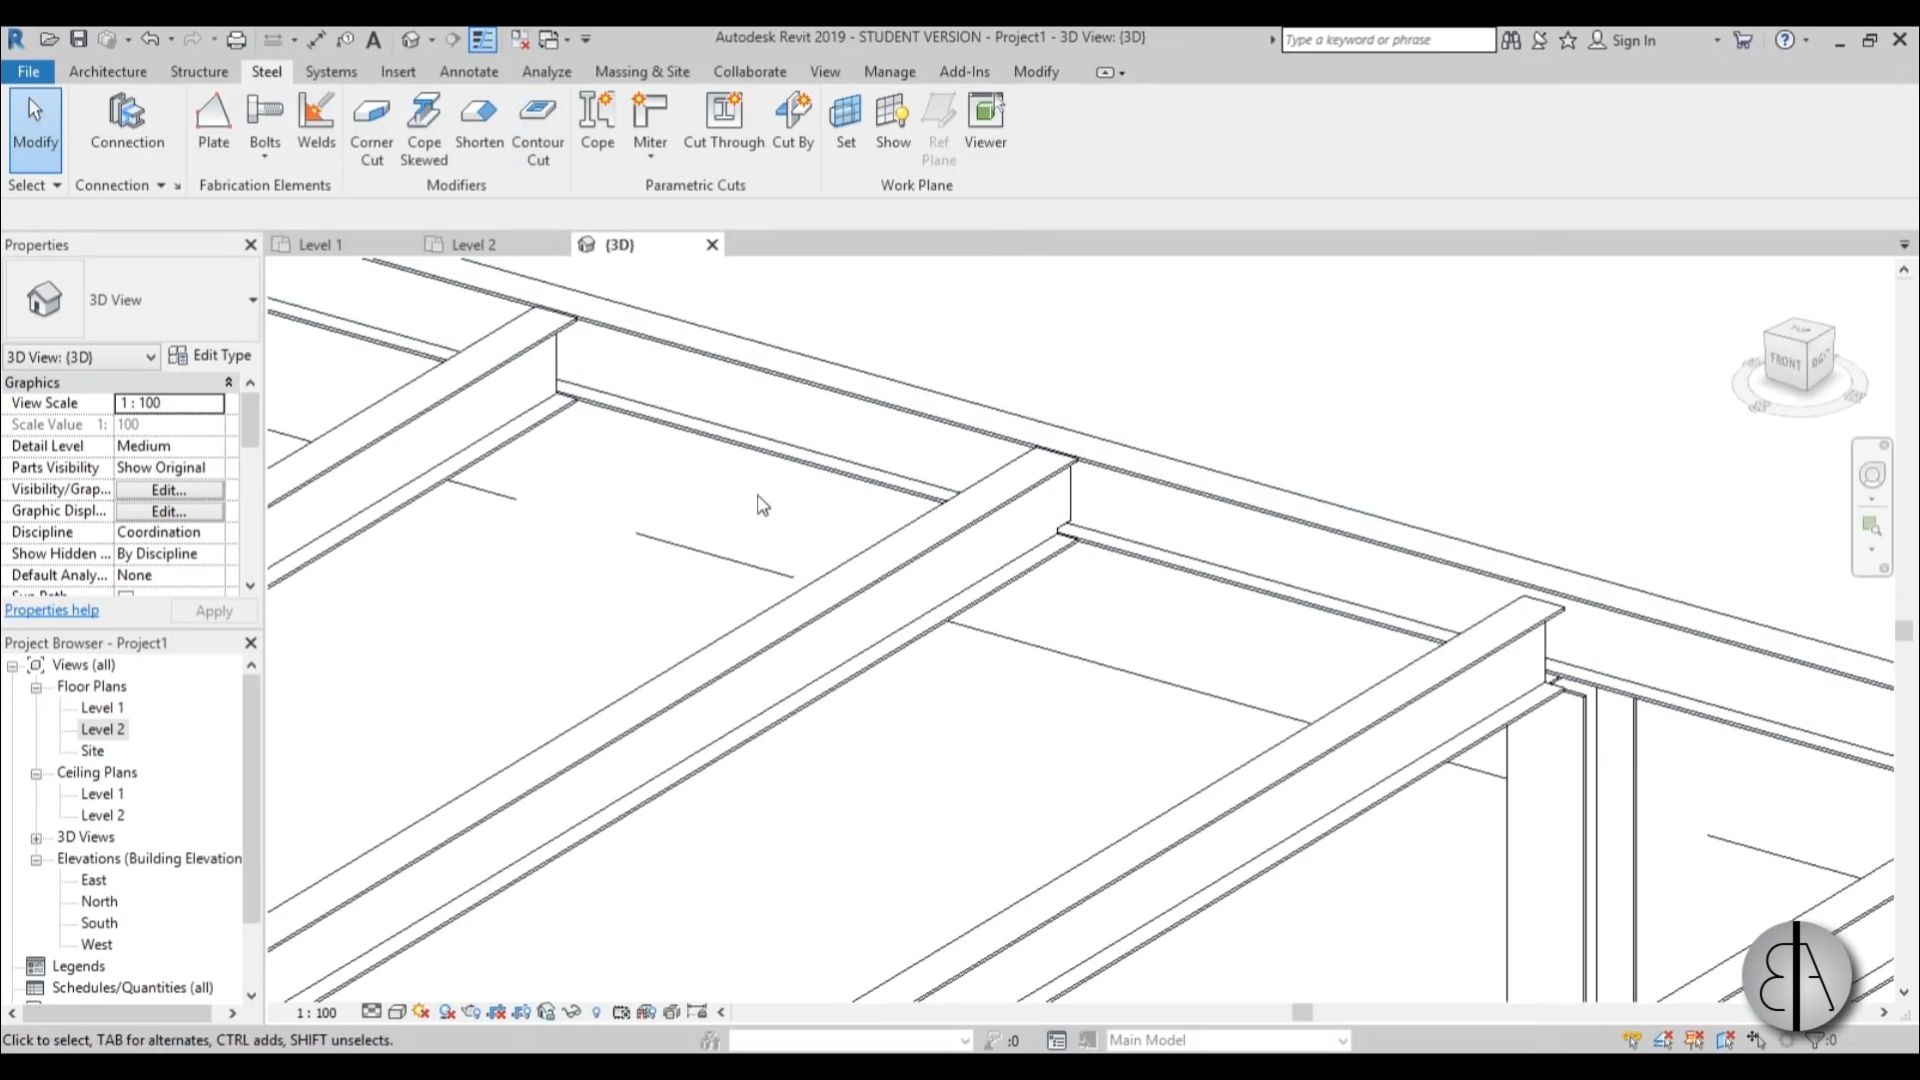 Autodesk Revit 2019 - STUDENT VERSION - Project1 - 3D View: {3D}
Type a keyword or phrase
Sign In
File Architecture Structure Steel Systems Insert Annotate Analyze Massing & Site Collaborate View Manage Add-Ins Modify
Modify Connection Plate Bolts Welds Corner Cut Cope Skewed Shorten Contour Cut Cope Miter Cut Through Cut By Set Show Ref Plane Viewer
Select Connection Fabrication Elements Modifiers Parametric Cuts Work Plane
Properties
Level 1 Level 2 {3D}
3D View
3D View: {3D} Edit Type
Graphics
View Scale 1 : 100
Scale Value 1: 100
Detail Level Medium
Parts Visibility Show Original
Visibility/Grap... Edit...
Graphic Displ... Edit...
Discipline Coordination
Show Hidden ... By Discipline
Default Analy... None
Properties help Apply
Project Browser - Project1
Views (all)
Floor Plans
Level 1
Level 2
Site
Ceiling Plans
Level 1
Level 2
3D Views
Elevations (Building Elevation
East
North
South
West
Legends
Schedules/Quantities (all)
TOP
FRONT
1 : 100
Click to select, TAB for alternates, CTRL adds, SHIFT unselects.
:0
Main Model
:0